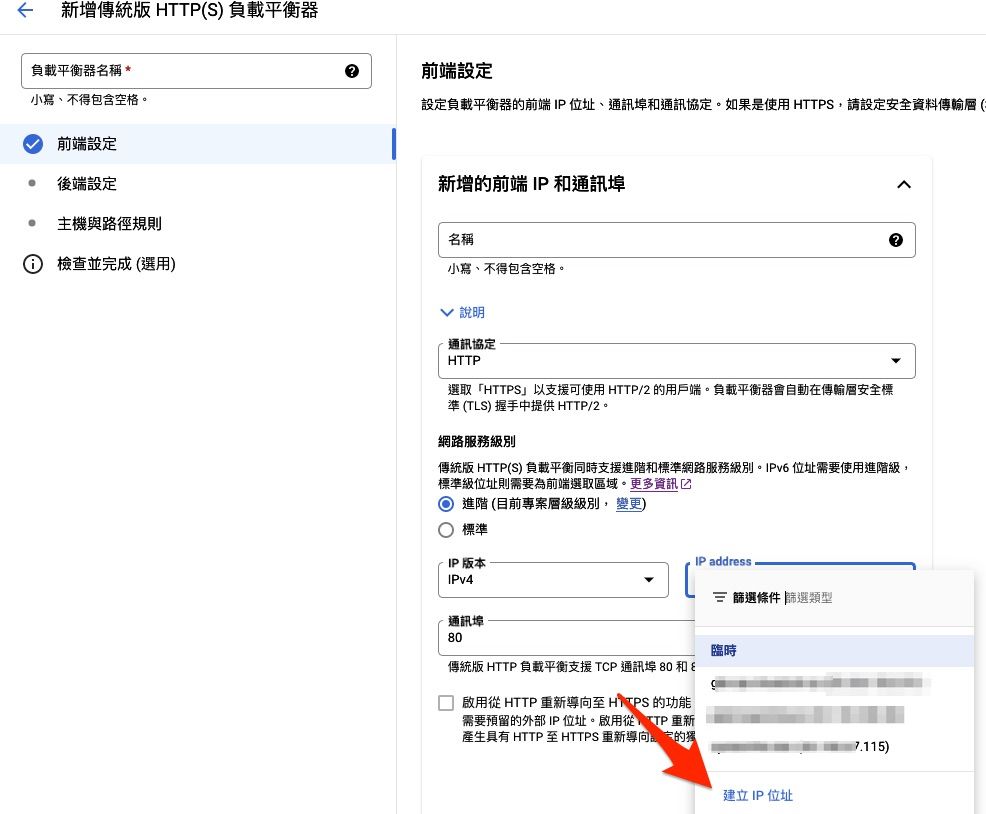 新增傳統版 HTTP(S) 負載平衡器
負載平衡器名稱 *
小寫、不得包含空格。
前端設定
後端設定
主機與路徑規則
檢查並完成 (選用)
前端設定
設定負載平衡器的前端 IP 位址、通訊埠和通訊協定。如果是使用 HTTPS，請設定安全資料傳輸層
新增的前端 IP 和通訊埠
名稱
小寫、不得包含空格。
說明
通訊協定
HTTP
選取「HTTPS」以支援可使用 HTTP/2 的用戶端。負載平衡器會自動在傳輸層安全標
準 (TLS) 握手中提供 HTTP/2。
網路服務級別
傳統版 HTTP(S) 負載平衡同時支援進階和標準網路服務級別。IPv6 位址需要使用進階級，
標準級位址則需要為前端選取區域。更多資訊
進階 (目前專案層級級別， 變更)
標準
IP 版本
IPv4
IP address
篩選條件 篩選類型
臨時
7.115)
建立 IP 位址
通訊埠
80
傳統版 HTTP 負載平衡支援 TCP 通訊埠 80 和
啟用從 HTTP 重新導向至 HTTPS 的功能
需要預留的外部 IP 位址。啟用從 HTTP 重新
產生具有 HTTP 至 HTTPS 重新導向設定的獨